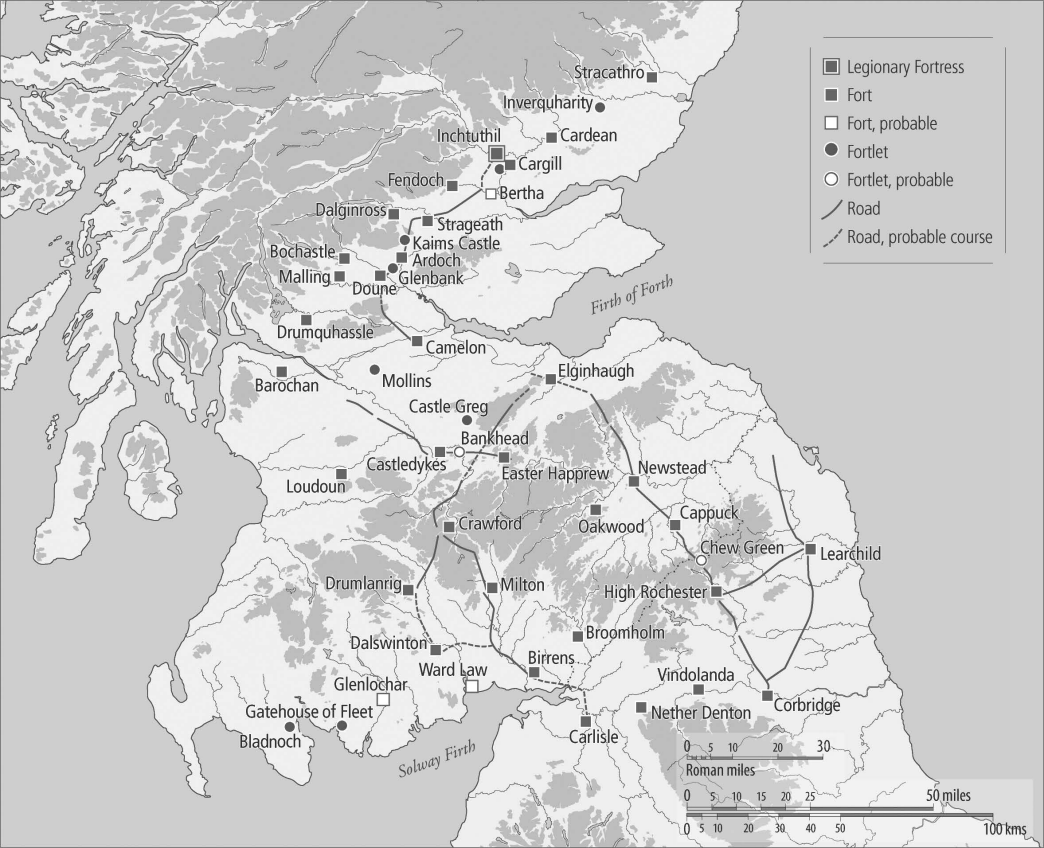 Stracathro
Inverquharity
Inchtuthil
Cardean
Cargill
Fendoch
Bertha
Dalginross
Strageath
Kaims Castle
Bochastle
Ardoch
Malling
Glenbank
Doune
Drumquhassle
Camelon
Barochan
Mollins
Elginhaugh
Castle Greg
Bankhead
Castledykes
Easter Happrew
Newstead
Loudoun
Oakwood
Cappuck
Crawford
Chew Green
Learchild
Drumlanrig
Milton
High Rochester
Dalswinton
Broomholm
Ward Law
Birrens
Vindolanda
Glenlochar
Corbridge
Gatehouse of Fleet
Nether Denton
Bladnoch
Carlisle
Firth of Forth
Solway Firth
Legionary Fortress
Fort
Fort, probable
Fortlet
Fortlet, probable
Road
Road, probable course
0 5 10 20 30
Roman miles
0 5 10 15 20 25 50 miles
0 5 10 20 30 40 50 100 kms